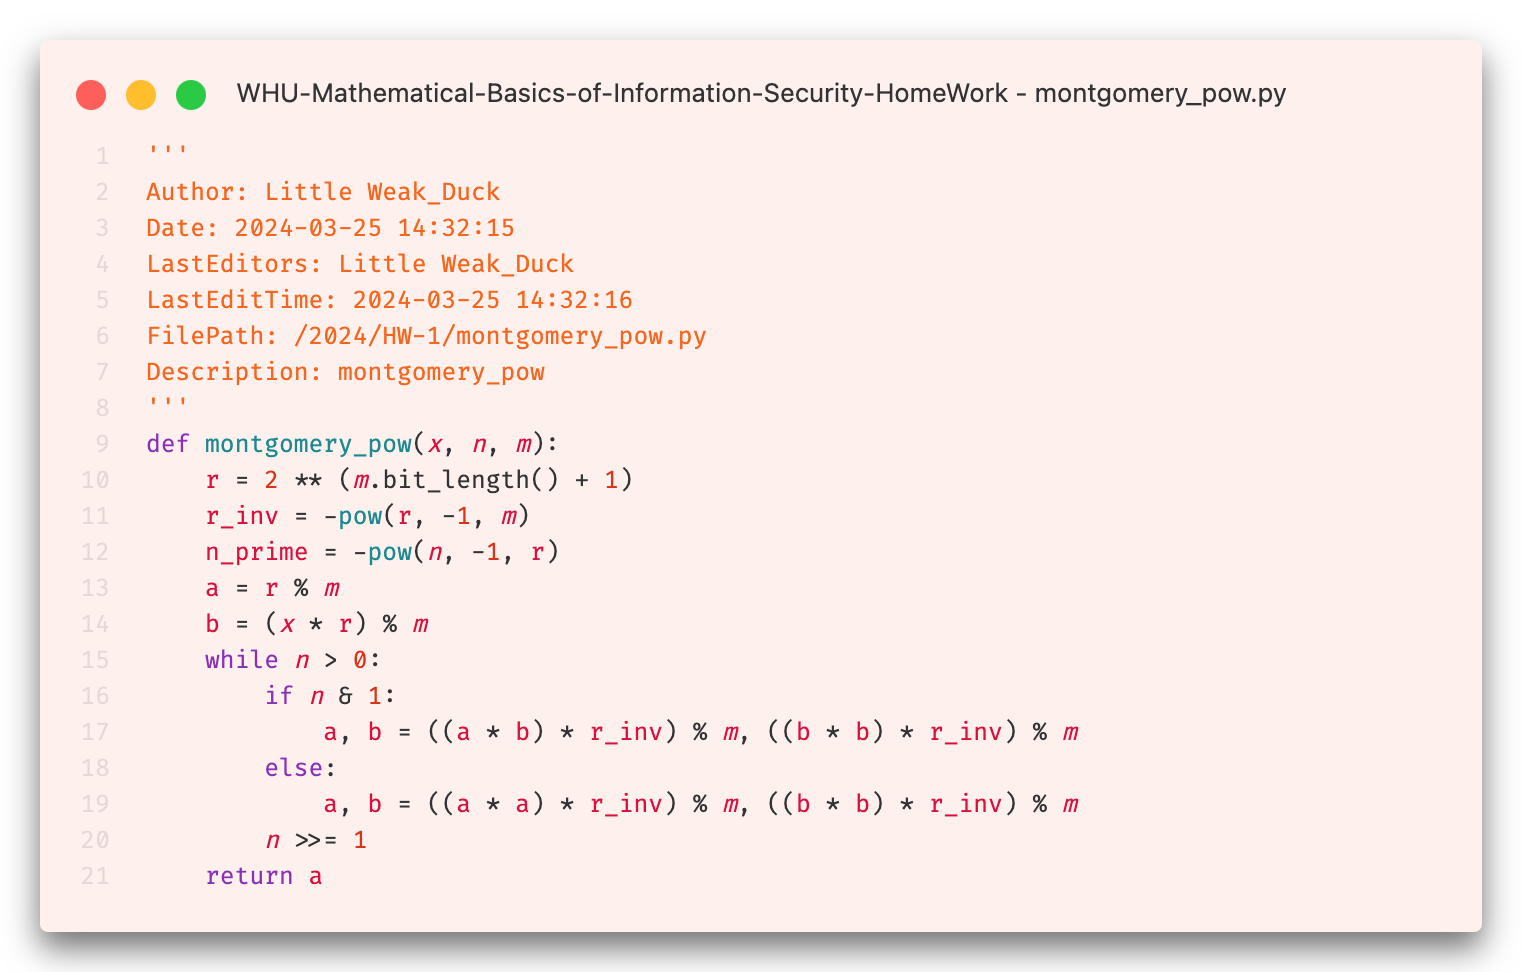 WHU-Mathematical-Basics-of-Information-Security-HomeWork - montgomery_pow.py
1 '''
2 Author: Little Weak_Duck
3 Date: 2024-03-25 14:32:15
4 LastEditors: Little Weak_Duck
5 LastEditTime: 2024-03-25 14:32:16
6 FilePath: /2024/HW-1/montgomery_pow.py
7 Description: montgomery_pow
8 '''
9 def montgomery_pow(x, n, m):
10     r = 2 ** (m.bit_length() + 1)
11     r_inv = -pow(r, -1, m)
12     n_prime = -pow(n, -1, r)
13     a = r % m
14     b = (x * r) % m
15     while n > 0:
16         if n & 1:
17             a, b = ((a * b) * r_inv) % m, ((b * b) * r_inv) % m
18         else:
19             a, b = ((a * a) * r_inv) % m, ((b * b) * r_inv) % m
20         n >>= 1
21     return a